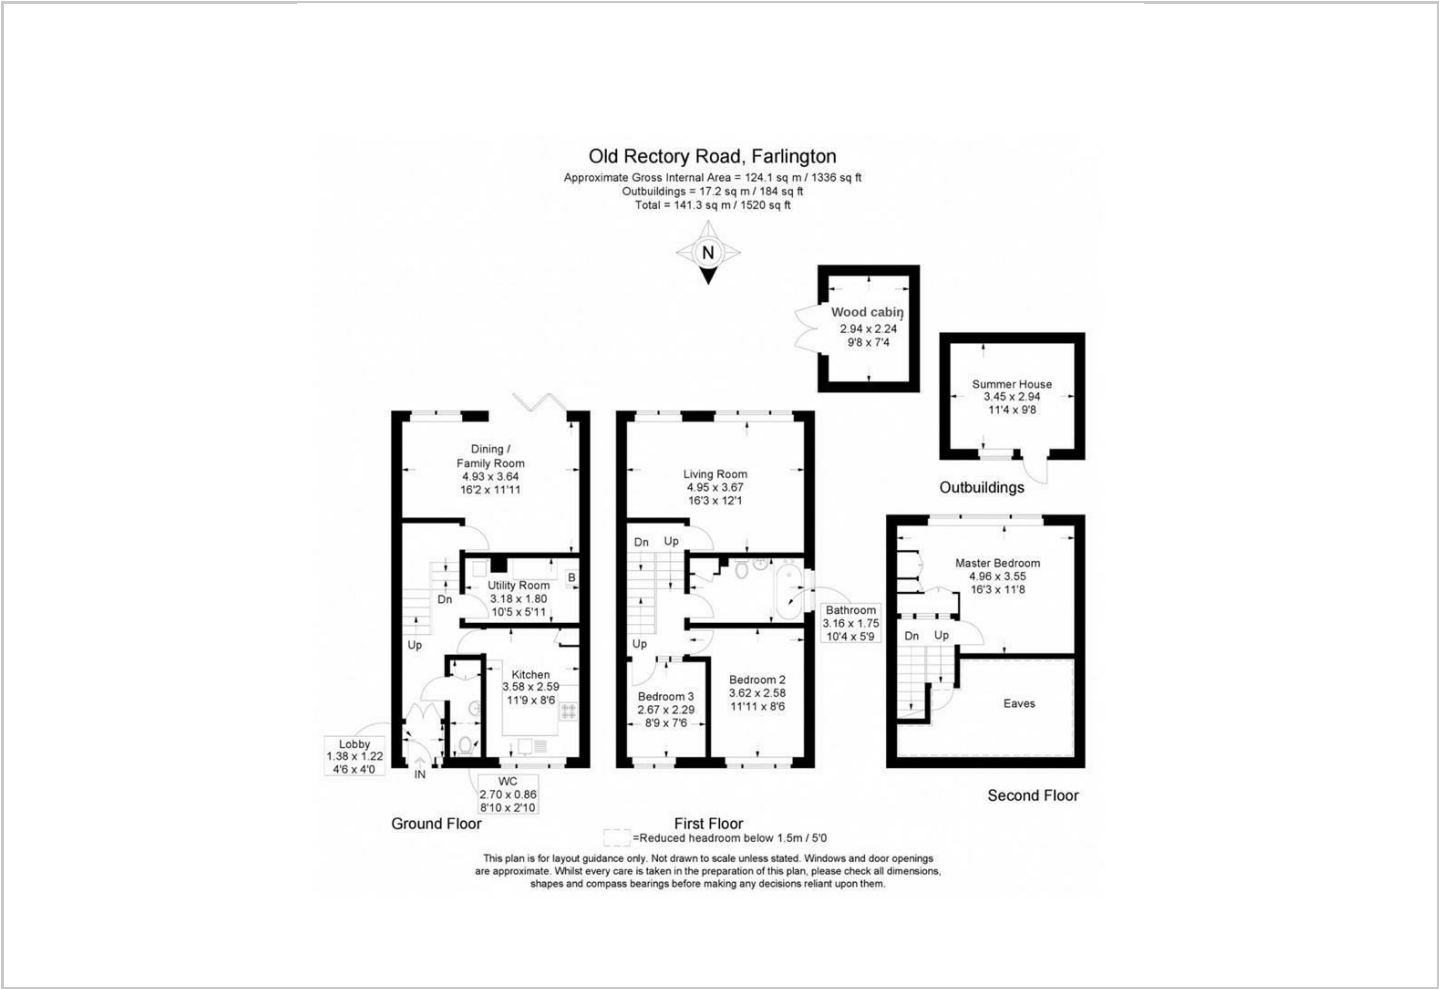 Old Rectory Road, Farlington
Approximate Gross Internal Area = 124.1 sq m / 1336 sq ft
Outbuildings = 17.2 sq m / 184 sq ft
Total = 141.3 sq m / 1520 sq ft
N
Wood cabin
2.94 x 2.24
9'8 x 7'4
Summer House
3.45 x 2.94
11'4 x 9'8
Outbuildings
Dining /
Family Room
4.93 x 3.64
16'2 x 11'11
Utility Room
3.18 x 1.80
10'5 x 5'11
B
Dn
Up
Kitchen
3.58 x 2.59
11'9 x 8'6
Lobby
1.38 x 1.22
4'6 x 4'0
IN
WC
2.70 x 0.86
8'10 x 2'10
Ground Floor
Living Room
4.95 x 3.67
16'3 x 12'1
Dn
Up
Up
Bathroom
3.16 x 1.75
10'4 x 5'9
Bedroom 2
3.62 x 2.58
11'11 x 8'6
Bedroom 3
2.67 x 2.29
8'9 x 7'6
First Floor
Master Bedroom
4.96 x 3.55
16'3 x 11'8
Dn
Up
Eaves
Second Floor
=Reduced headroom below 1.5m / 5'0
This plan is for layout guidance only. Not drawn to scale unless stated. Windows and door openings
are approximate. Whilst every care is taken in the preparation of this plan, please check all dimensions,
shapes and compass bearings before making any decisions reliant upon them.